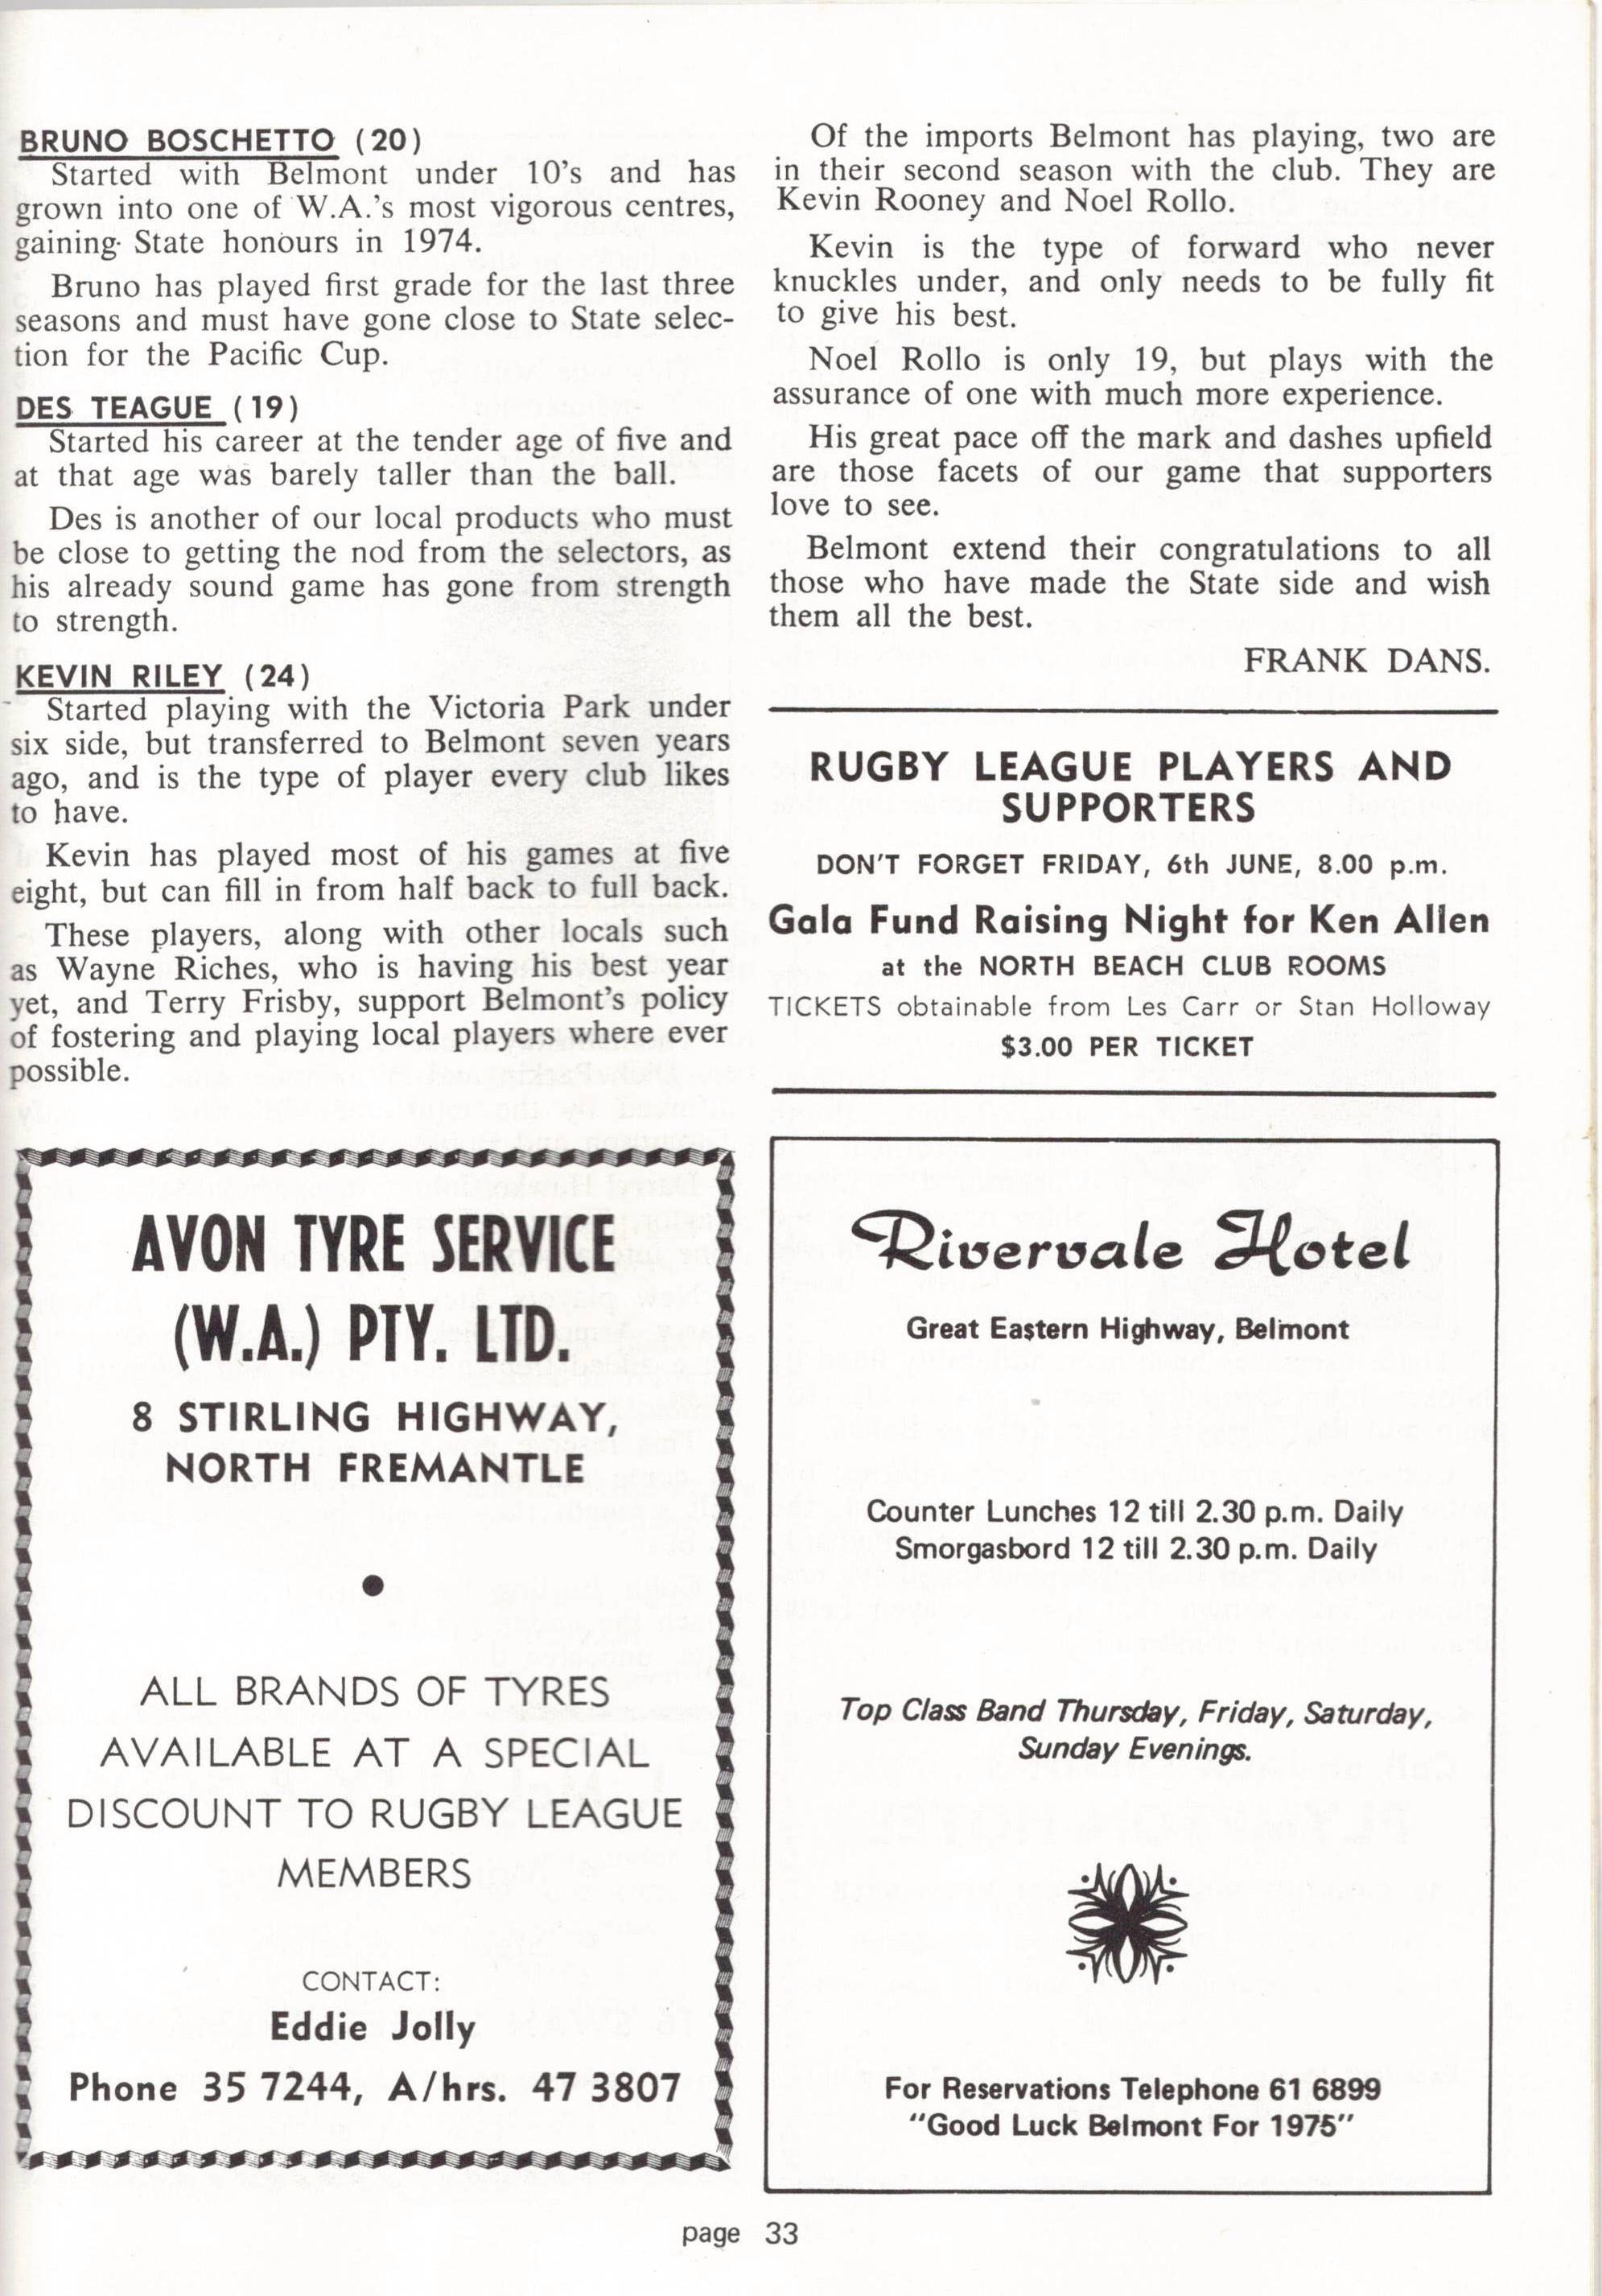 BRUNO BOSCHETTO (20)
Started with Belmont under 10's and has
grown into one of W.A.'s most vigorous centres,
gaining State honours in 1974.
Bruno has played first grade for the last three
seasons and must have gone close to State selec-
tion for the Pacific Cup.
DES TEAGUE (19)
Started his career at the tender age of five and
at that age was barely taller than the ball.
Des is another of our local products who must
be close to getting the nod from the selectors, as
his already sound game has gone from strength
to strength.
KEVIN RILEY (24)
Started playing with the Victoria Park under
six side, but transferred to Belmont seven years
ago, and is the type of player every club likes
to have.
Kevin has played most of his games at five
eight, but can fill in from half back to full back.
These players, along with other locals such
as Wayne Riches, who is having his best year
yet, and Terry Frisby, support Belmont's policy
of fostering and playing local players where ever
possible.
Of the imports Belmont has playing, two are
in their second season with the club. They are
Kevin Rooney and Noel Rollo.
Kevin is the type of forward who never
knuckles under, and only needs to be fully fit
to give his best.
Noel Rollo is only 19, but plays with the
assurance of one with much more experience.
His great pace off the mark and dashes upfield
are those facets of our game that supporters
love to see.
Belmont extend their congratulations to all
those who have made the State side and wish
them all the best.
FRANK DANS.
RUGBY LEAGUE PLAYERS AND
SUPPORTERS
DON'T FORGET FRIDAY, 6th JUNE, 8.00 p.m.
Gala Fund Raising Night for Ken Allen
at the NORTH BEACH CLUB ROOMS
TICKETS obtainable from Les Carr or Stan Holloway
$3.00 PER TICKET
AVON TYRE SERVICE
(W.A.) PTY. LTD.
8 STIRLING HIGHWAY,
NORTH FREMANTLE
ALL BRANDS OF TYRES
AVAILABLE AT A SPECIAL
DISCOUNT TO RUGBY LEAGUE
MEMBERS
CONTACT:
Eddie Jolly
Phone 35 7244, A/hrs. 47 3807
Rivervale Hotel
Great Eastern Highway, Belmont
Counter Lunches 12 till 2.30 p.m. Daily
Smorgasbord 12 till 2.30 p.m. Daily
Top Class Band Thursday, Friday, Saturday,
Sunday Evenings.
For Reservations Telephone 61 6899
"Good Luck Belmont For 1975"
page 33